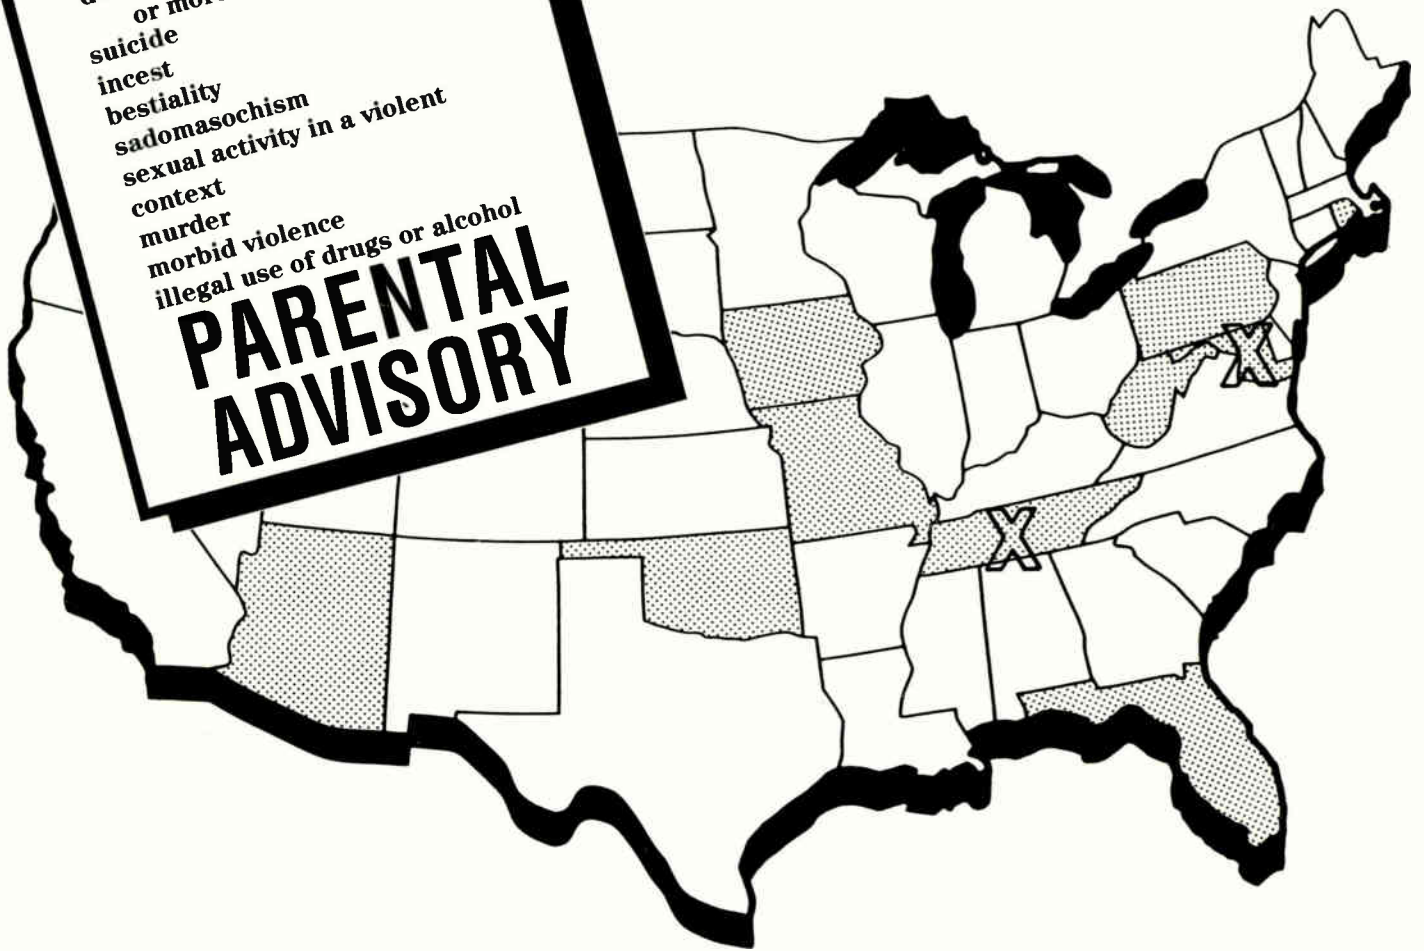 or more
suicide
incest
bestiality
sadomasochism
sexual activity in a violent
context
murder
morbid violence
illegal use of drugs or alcohol
PARENTAL
ADVISORY
X
X